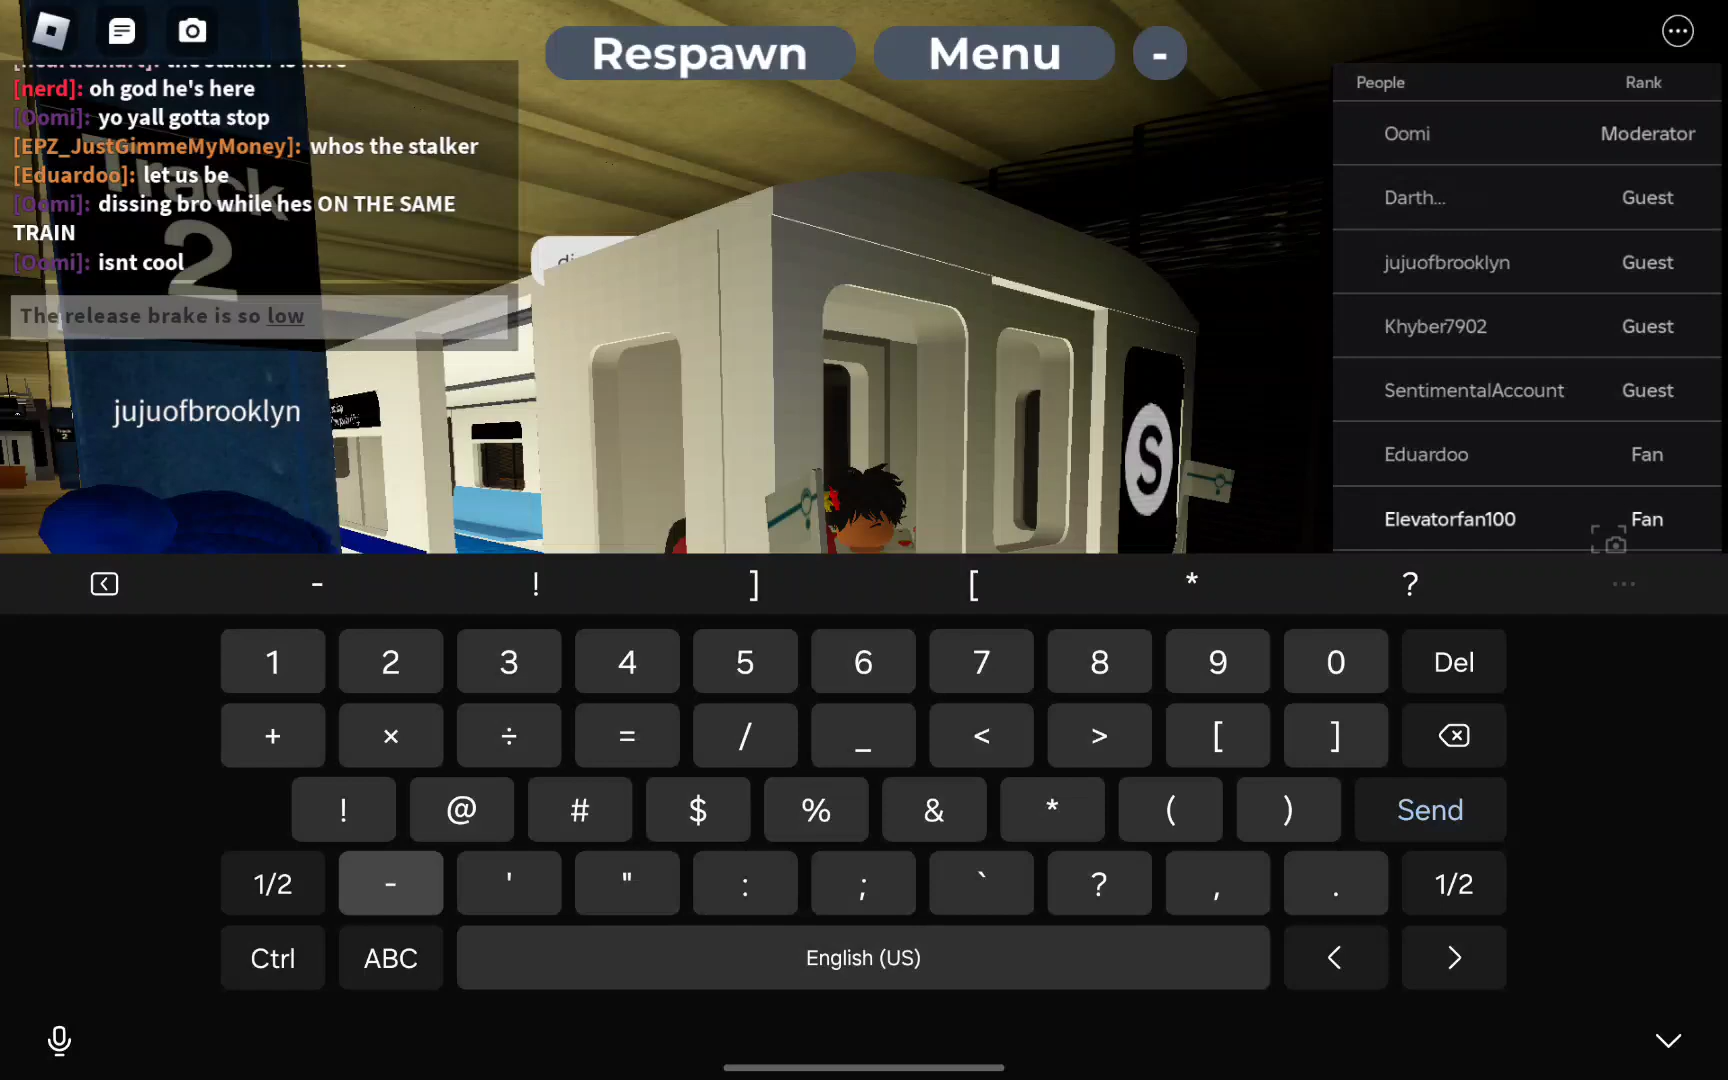 Respawn Menu -
[nerd]: oh god he's here
[Oomi]: yo yall gotta stop
[EPZ_JustGimmeMyMoney]: whos the stalker
[Eduardoo]: let us be
[Oomi]: dissing bro while hes ON THE SAME
TRAIN
[Oomi]: isnt cool
The release brake is so low
Track
2
jujuofbrooklyn
S
People Rank
Oomi Moderator
Darth... Guest
jujuofbrooklyn Guest
Khyber7902 Guest
SentimentalAccount Guest
Eduardoo Fan
Elevatorfan100 Fan
- ! ] [ * ?
1 2 3 4 5 6 7 8 9 0 Del
+ × ÷ = / _ < > [ ]
! @ # $ % & * ( ) Send
1/2 - ' " : ; ` ? , . 1/2
Ctrl ABC English (US) < >